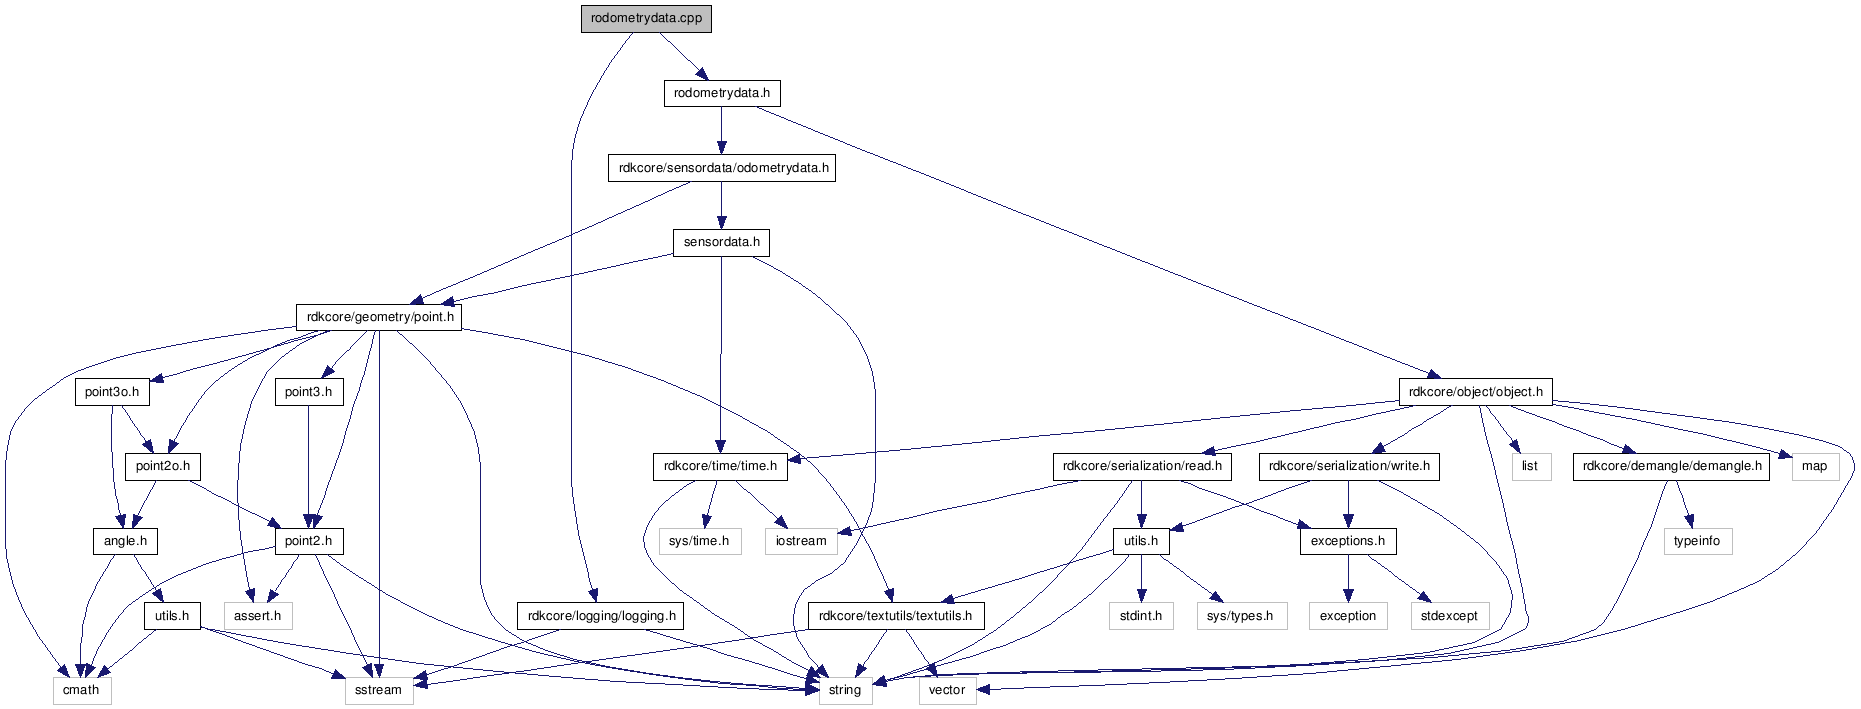 rodometrydata.cpp
rodometrydata.h
rdkcore/sensordata/odometrydata.h
sensordata.h
rdkcore/geometry/point.h
point3o.h
point3.h
rdkcore/object/object.h
point2o.h
rdkcore/time/time.h
rdkcore/serialization/read.h
rdkcore/serialization/write.h
list
rdkcore/demangle/demangle.h
map
angle.h
point2.h
sys/time.h
iostream
utils.h
exceptions.h
typeinfo
utils.h
assert.h
rdkcore/logging/logging.h
rdkcore/textutils/textutils.h
stdint.h
sys/types.h
exception
stdexcept
cmath
sstream
string
vector